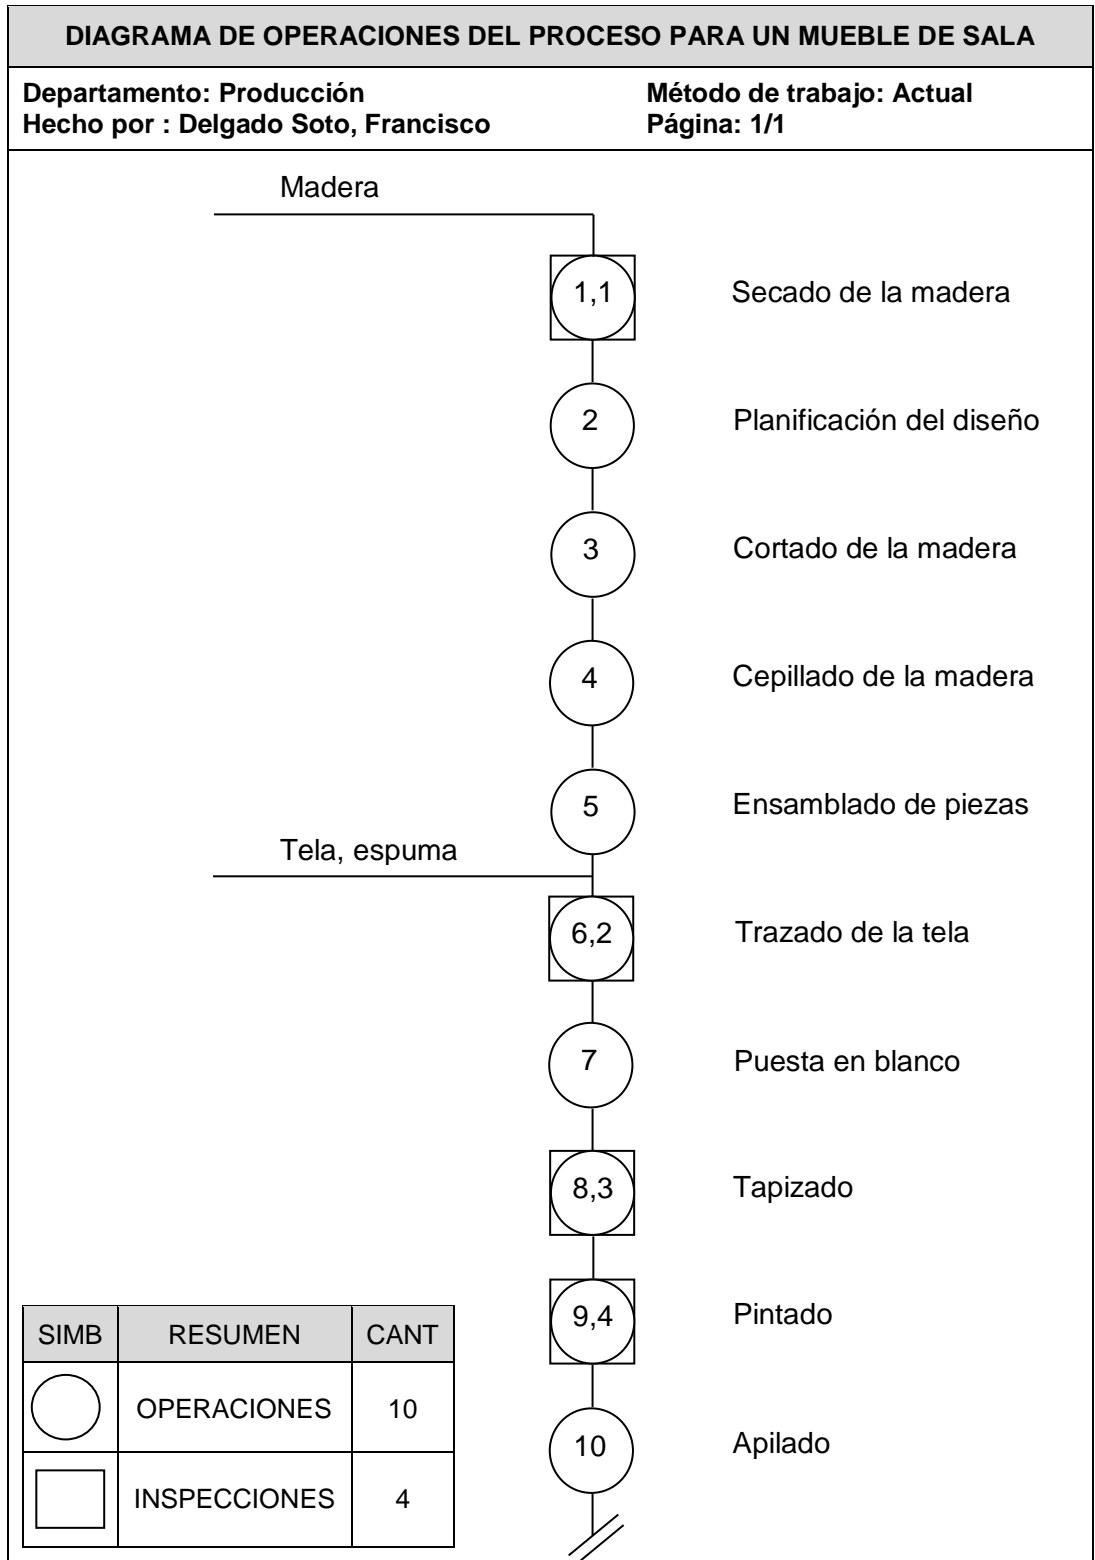 DIAGRAMA DE OPERACIONES DEL PROCESO PARA UN MUEBLE DE SALA
Departamento: Producción Método de trabajo: Actual
Hecho por : Delgado Soto, Francisco Página: 1/1
Madera
1,1 Secado de la madera
2 Planificación del diseño
3 Cortado de la madera
4 Cepillado de la madera
5 Ensamblado de piezas
Tela, espuma
6,2 Trazado de la tela
7 Puesta en blanco
8,3 Tapizado
9,4 Pintado
10 Apilado
SIMB RESUMEN CANT
OPERACIONES 10
INSPECCIONES 4